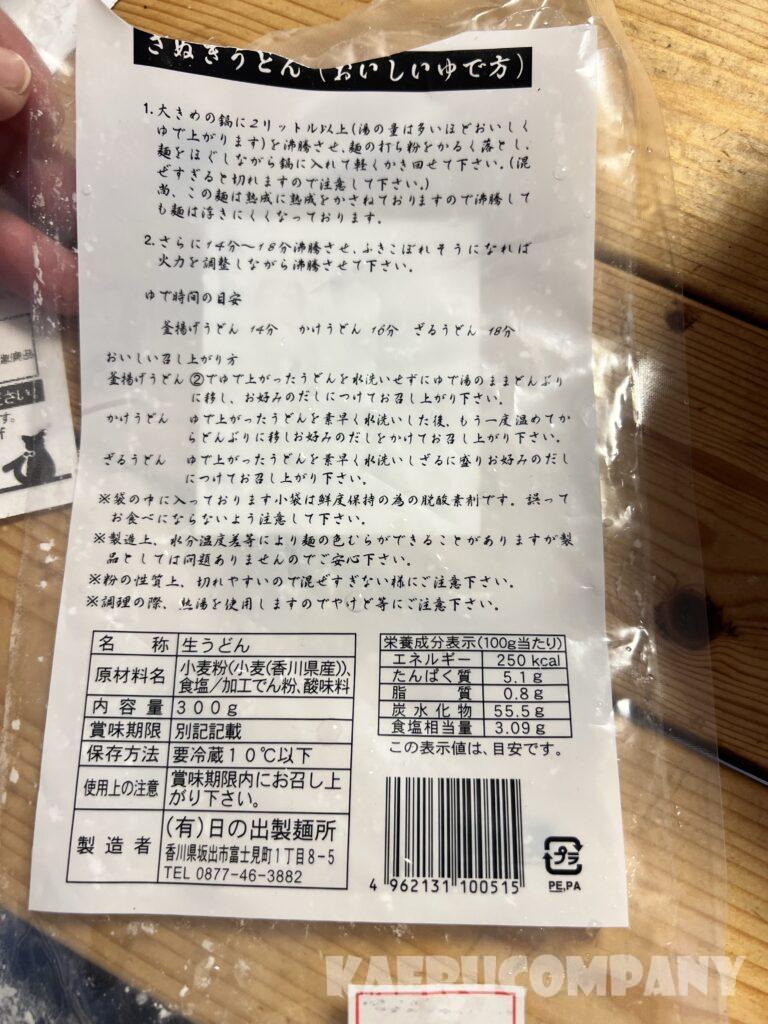 さぬきうどん(おいしいゆで方)
1.大きめの鍋に2リットル以上(湯の量は多いほどおいしく
ゆで上がります)を沸騰させ、麺の打ち粉をかるく落とし、
麺をほぐしながら鍋に入れて軽くかき回せて下さい。(混
ぜすぎると切れますので注意して下さい。)
尚、この麺は熟成に熟成をかさねておりますので沸騰して
も麺は浮きにくくなっております。
2.さらに14分〜18分沸騰させ、ふきこぼれそうになれば
火力を調整しながら沸騰させて下さい。
ゆで時間の目安
釜揚げうどん 14分 かけうどん 16分 ざるうどん 18分
おいしい召し上がり方
釜揚げうどん ②でゆで上がったうどんを水洗いせずにゆで湯のままどんぶり
に移し、お好みのだしにつけてお召し上がり下さい。
かけうどん ゆで上がったうどんを素早く水洗いした後、もう一度温めてか
らどんぶりに移しお好みのだしをかけてお召し上がり下さい。
ざるうどん ゆで上がったうどんを素早く水洗いしざるに盛りお好みのだし
につけてお召し上がり下さい。
※袋の中に入っております小袋は鮮度保持の為の脱酸素剤です。誤って
お食べにならないよう注意して下さい。
※製造上、水分温度差等により麺の色むらができることがありますが製
品としては問題ありませんのでご安心下さい。
※粉の性質上、切れやすいので混ぜすぎない様にご注意下さい。
※調理の際、熱湯を使用しますのでやけど等にご注意下さい。
名称 生うどん
原材料名 小麦粉(小麦(香川県産))、
食塩/加工でん粉、酸味料
内容量 300g
賞味期限 別記記載
保存方法 要冷蔵10℃以下
使用上の注意 賞味期限内にお召し上
がり下さい。
製造者 (有)日の出製麺所
香川県坂出市富士見町1丁目8-5
TEL 0877-46-3882
栄養成分表示(100g当たり)
エネルギー 250 kcal
たんぱく質 5.1g
脂質 0.8g
炭水化物 55.5g
食塩相当量 3.09g
この表示値は、目安です。
4 962131 100515
プラ
PE,PA
KAERUCOMPANY